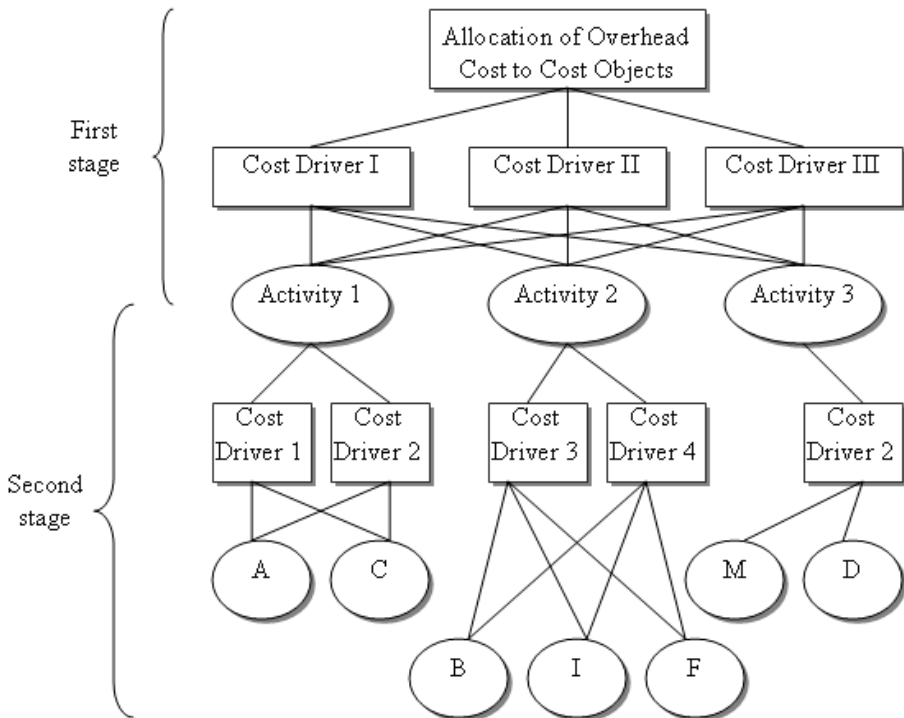 Allocation of Overhead
Cost to Cost Objects
First
stage
Cost Driver I
Cost Driver II
Cost Driver III
Activity 1
Activity 2
Activity 3
Second
stage
Cost
Driver 1
Cost
Driver 2
Cost
Driver 3
Cost
Driver 4
Cost
Driver 2
A
C
M
D
B
I
F